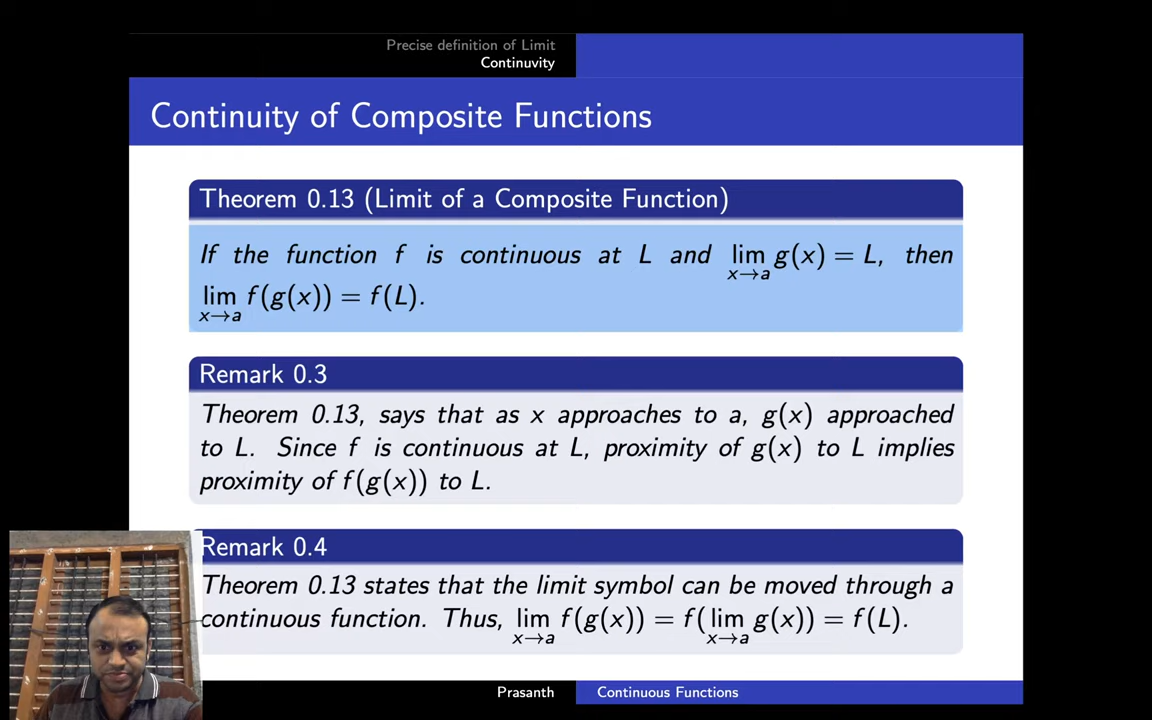 Precise definition of Limit
Continuvity
Continuity of Composite Functions
Theorem 0.13 (Limit of a Composite Function)
If the function f is continuous at L and lim g(x) = L, then
x→a
lim f(g(x)) = f(L).
x→a
Remark 0.3
Theorem 0.13, says that as x approaches to a, g(x) approached
to L. Since f is continuous at L, proximity of g(x) to L implies
proximity of f(g(x)) to L.
Remark 0.4
Theorem 0.13 states that the limit symbol can be moved through a
continuous function. Thus, lim f(g(x)) = f(lim g(x)) = f(L).
x→a x→a
Prasanth Continuous Functions